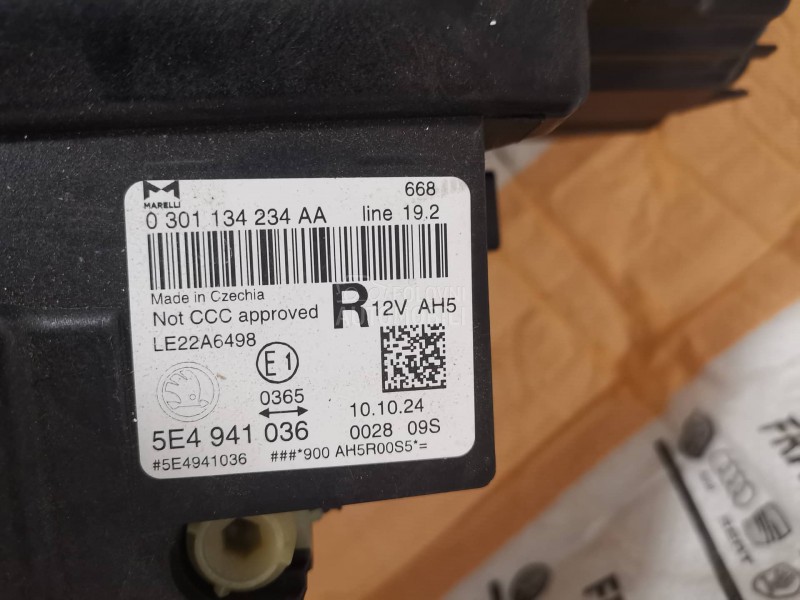 668
MARELLI
0 301 134 234 AA line 19.2
Made in Czechia
Not CCC approved
R 12V AH5
LE22A6498
E1
0365
10.10.24
5E4 941 036
0028 09S
#5E4941036
###*900 AH5R00S5*=
SEAT